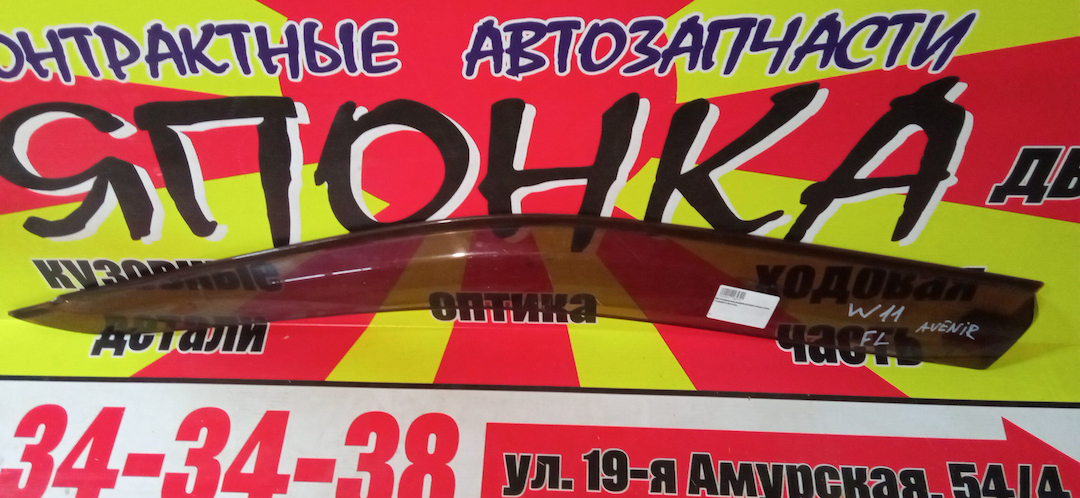 ОНТРАКТНЫЕ АВТОЗАПЧАСТИ
ЯПОНКА
ДВ
КУЗОВНЫЕ
ДЕТАЛИ
ОПТИКА
ХОДОВАЯ
ЧАСТЬ
W11 AVENIR
FL
34-34-38
ул. 19-я Амурская, 54/4